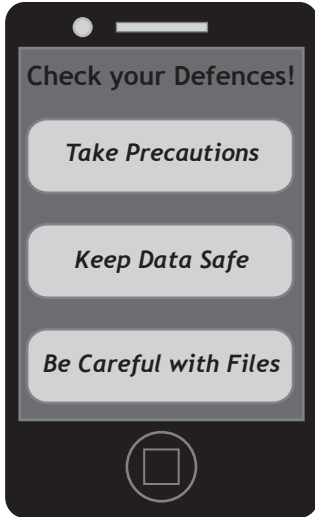 Check your Defences!
Take Precautions
Keep Data Safe
Be Careful with Files